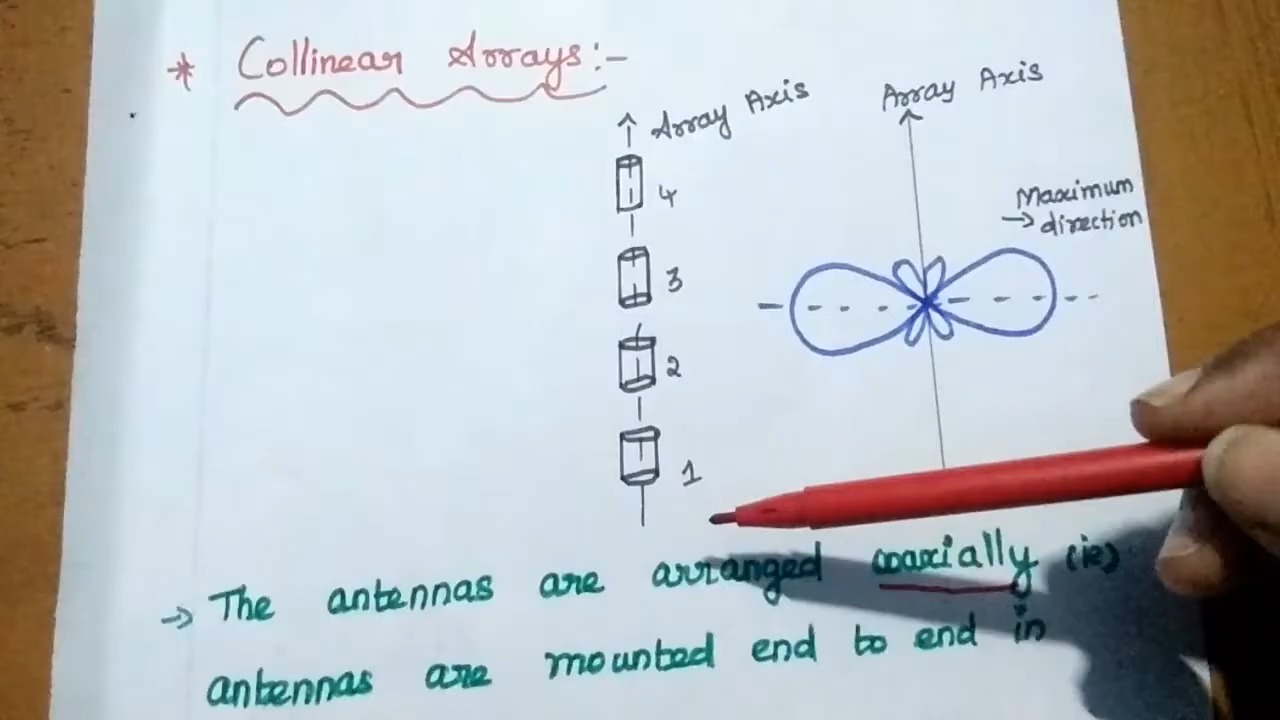 * Collinear Arrays:-
Array Axis
Array Axis
Maximum
→ direction
4
3
2
1
→ The antennas are arranged coaxially (ie)
antennas are mounted end to end in